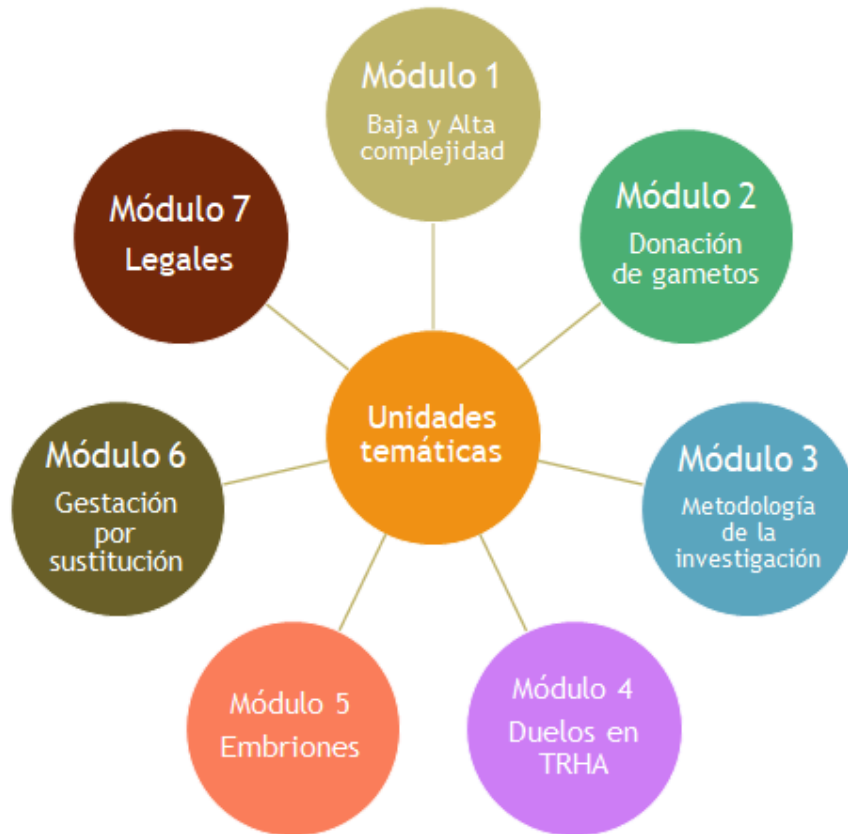 Módulo 1
Baja y Alta
complejidad
Módulo 2
Donación
de gametos
Módulo 3
Metodología
de la
investigación
Módulo 4
Duelos en
TRHA
Módulo 5
Embriones
Módulo 6
Gestación
por
sustitución
Módulo 7
Legales
Unidades
temáticas